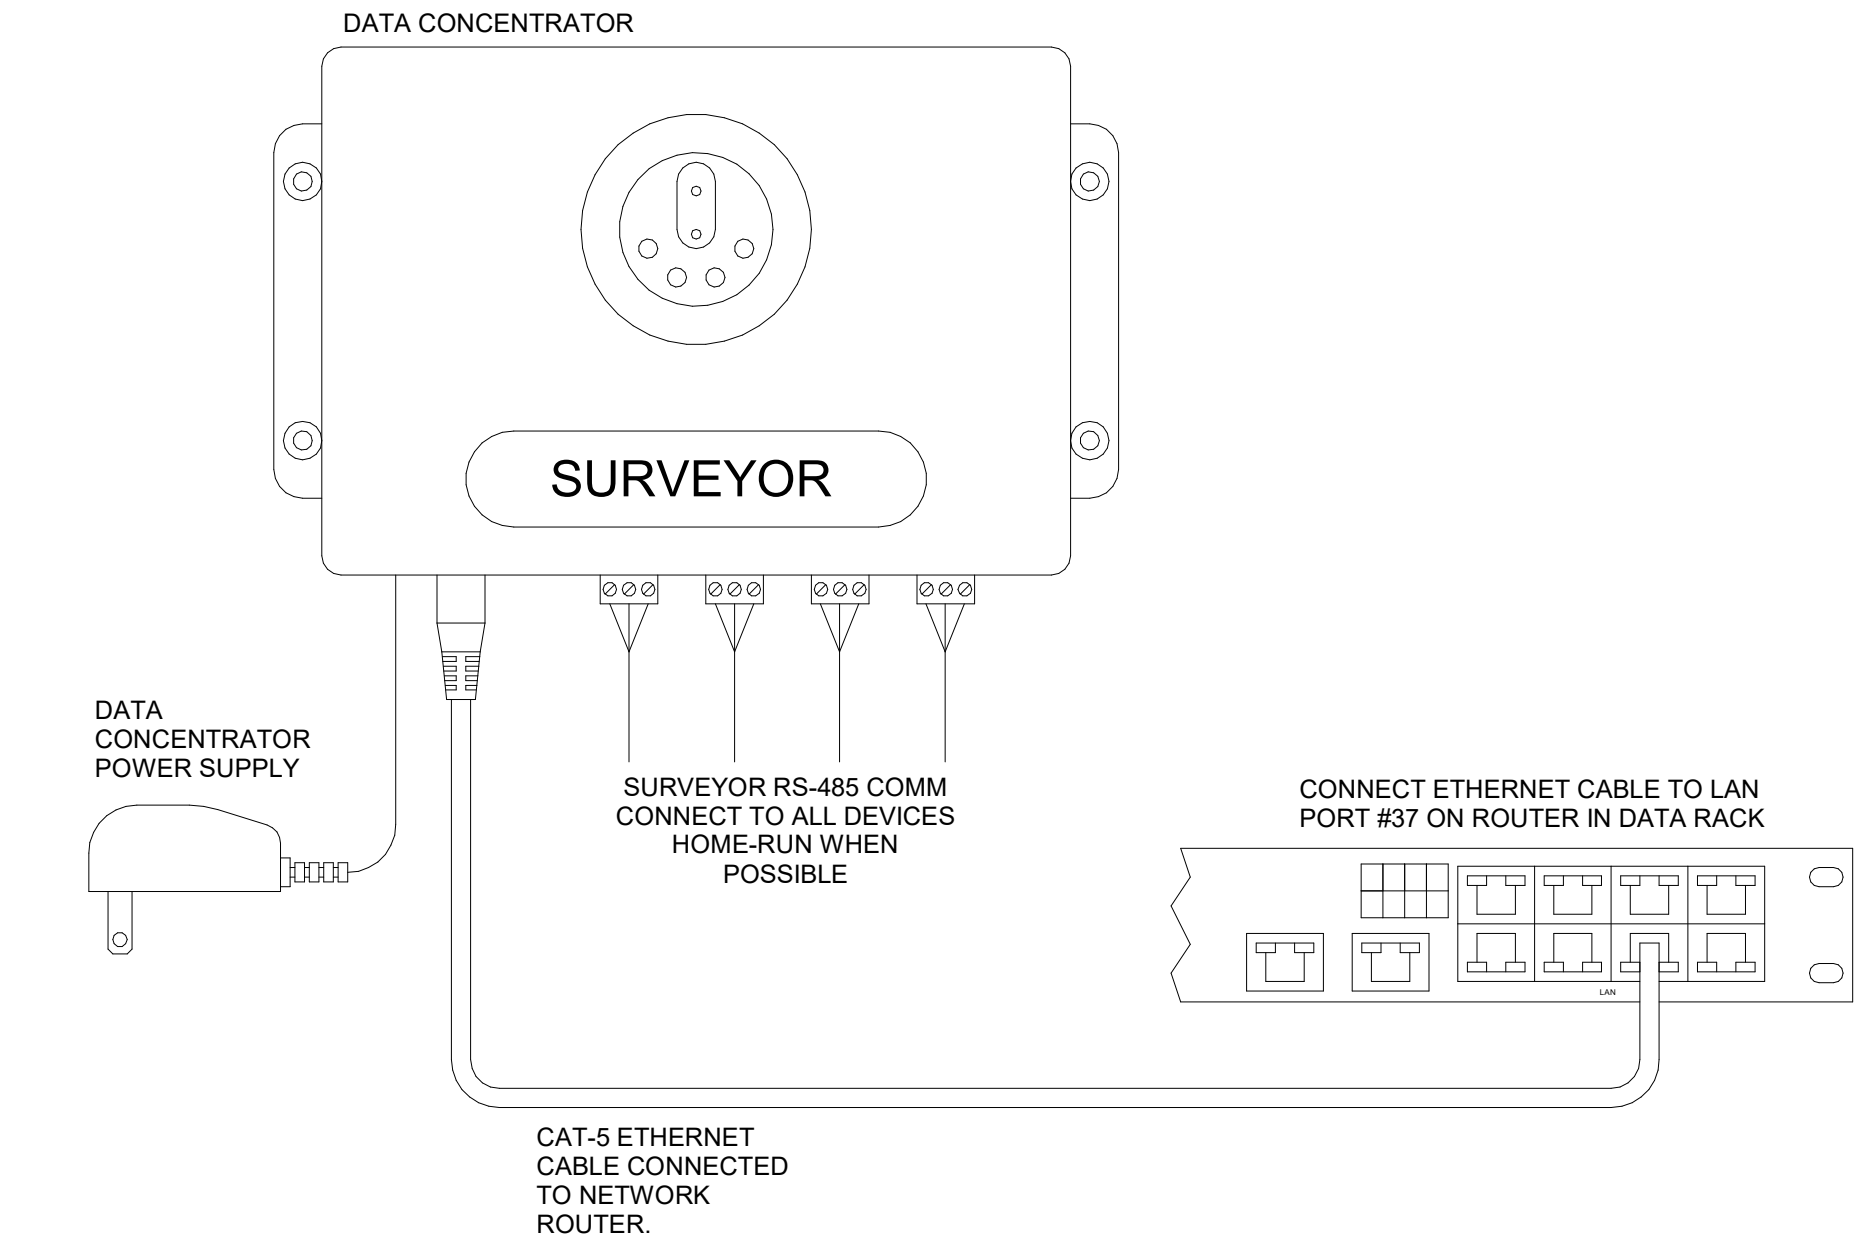 DATA CONCENTRATOR
SURVEYOR
DATA
CONCENTRATOR
POWER SUPPLY
SURVEYOR RS-485 COMM
CONNECT TO ALL DEVICES
HOME-RUN WHEN
POSSIBLE
CONNECT ETHERNET CABLE TO LAN
PORT #37 ON ROUTER IN DATA RACK
LAN
CAT-5 ETHERNET
CABLE CONNECTED
TO NETWORK
ROUTER.